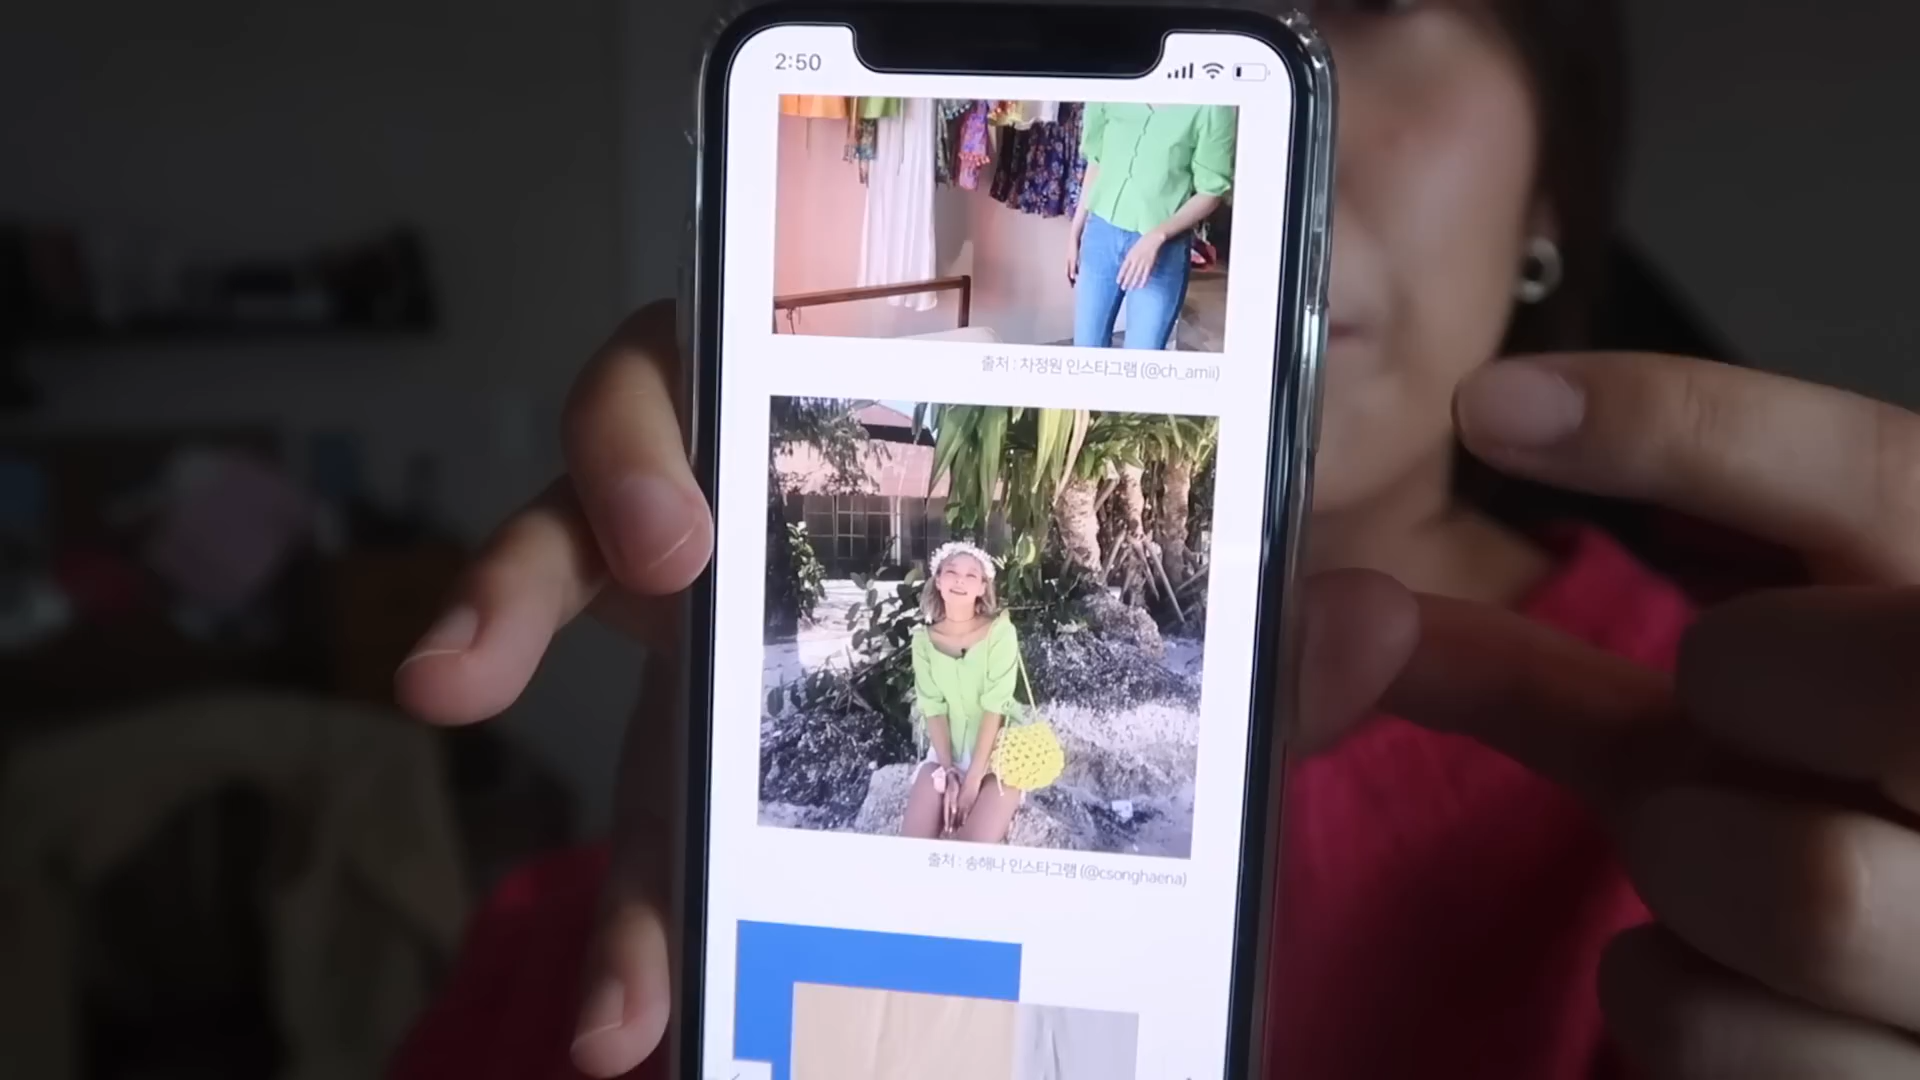 2:50
출처 : 차정원 인스타그램 (@ch_amii)
출처 : 송해나 인스타그램 (@csonghaena)